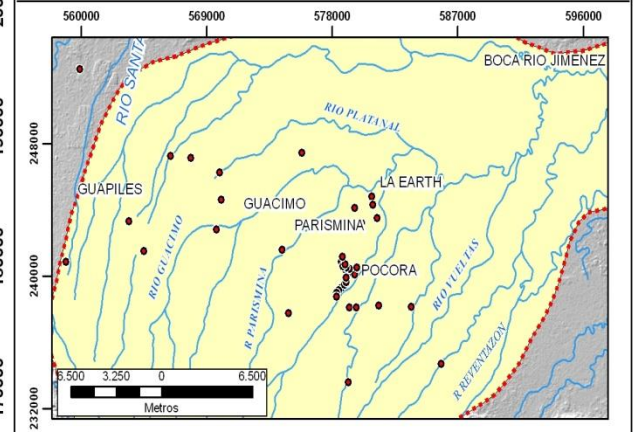 560000 569000 578000 587000 596000
BOCA RIO JIMENEZ
RIO SANTA
RIO PLATANAL
248000
LA EARTH
GUAPILES
GUACIMO
PARISMINA
RIO GUACIMO
R PARISMINA
POCORA
RIO VUELTAS
240000
R REVENTAZON
6.500 3.250 0 6.500
Metros
232000